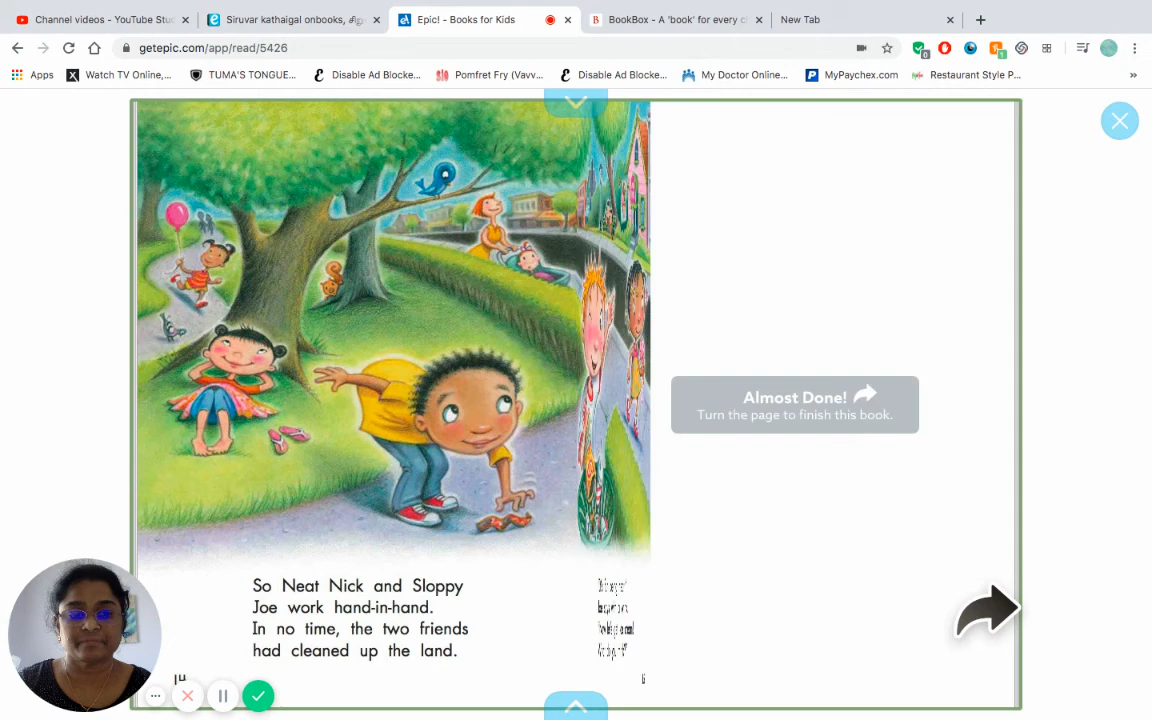 Channel videos - YouTube Stu
Siruvar kathaigal onbooks, சிறு
Epic! - Books for Kids
BookBox - A 'book' for every c
New Tab
getepic.com/app/read/5426
Apps
Watch TV Online,...
TUMA'S TONGUE...
Disable Ad Blocke...
Pomfret Fry (Vavv...
Disable Ad Blocke...
My Doctor Online...
MyPaychex.com
Restaurant Style P...
Almost Done!
Turn the page to finish this book.
So Neat Nick and Sloppy
Joe work hand-in-hand.
In no time, the two friends
had cleaned up the land.
14